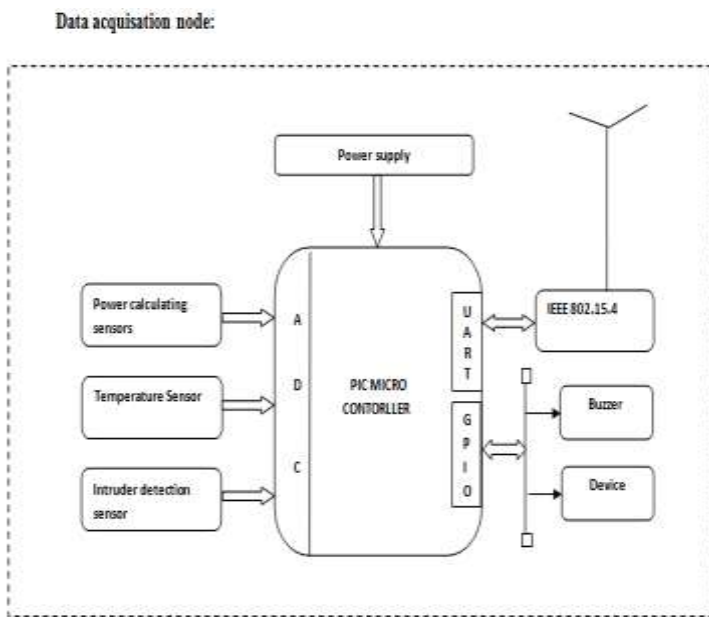 Data acquisation node:
Power supply
Power calculating
sensors
Temperature Sensor
Intruder detection
sensor
A
D
C
PIC MICRO
CONTORLLER
U
A
R
T
G
P
I
O
IEEE 802.15.4
Buzzer
Device